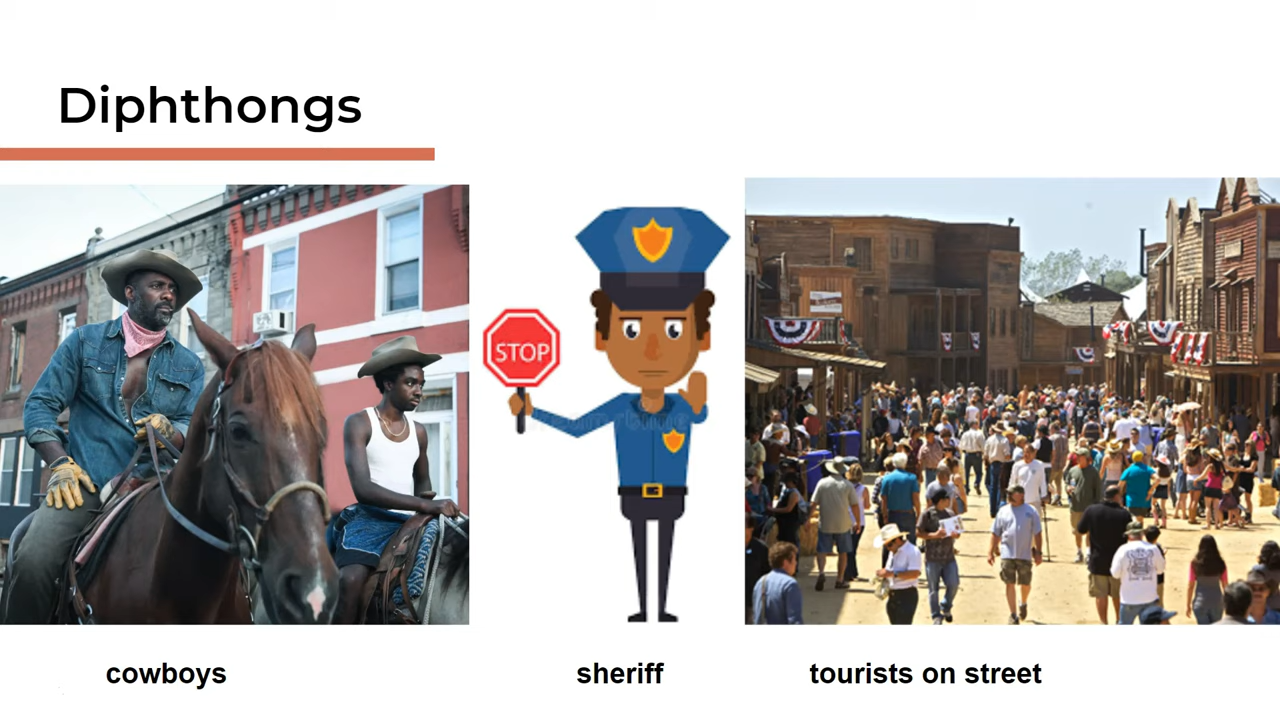 Diphthongs
STOP
cowboys
sheriff
tourists on street